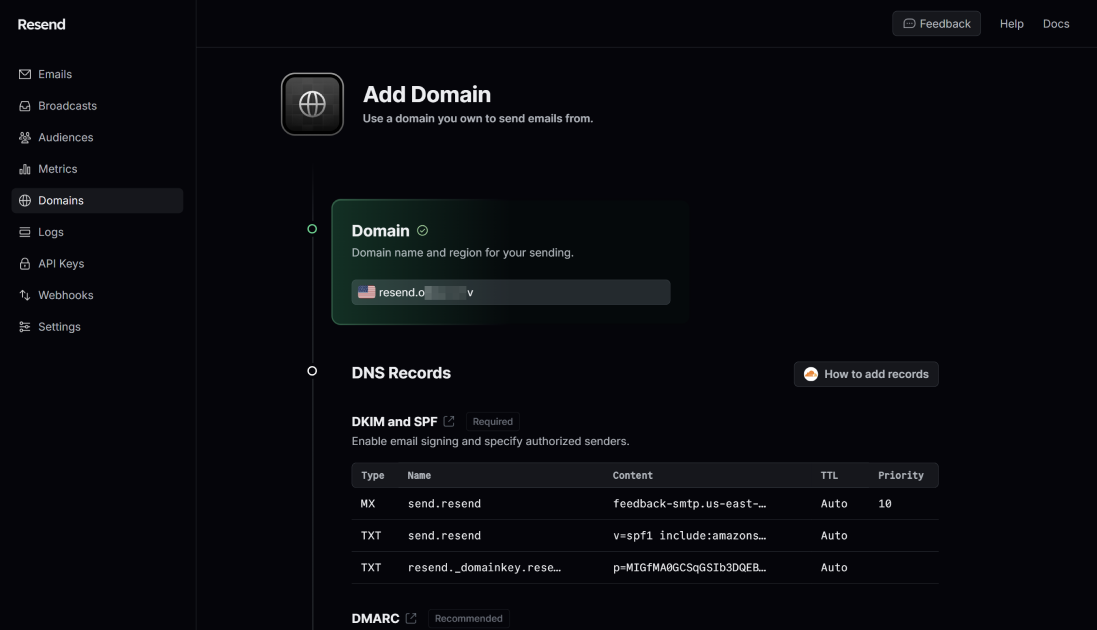 Resend
Feedback
Help
Docs
Emails
Broadcasts
Audiences
Metrics
Domains
Logs
API Keys
Webhooks
Settings
Add Domain
Use a domain you own to send emails from.
Domain
Domain name and region for your sending.
resend.o v
DNS Records
How to add records
DKIM and SPF Required
Enable email signing and specify authorized senders.
Type Name Content TTL Priority
MX send.resend feedback-smtp.us-east-… Auto 10
TXT send.resend v=spf1 include:amazons… Auto
TXT resend._domainkey.rese… p=MIGfMA0GCSqGSIb3DQEB… Auto
DMARC Recommended